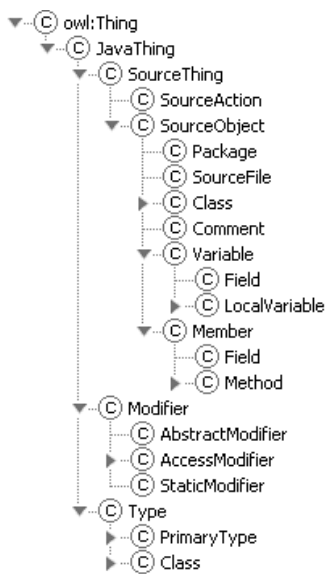 C owl:Thing
C JavaThing
C SourceThing
C SourceAction
C SourceObject
C Package
C SourceFile
C Class
C Comment
C Variable
C Field
C LocalVariable
C Member
C Field
C Method
C Modifier
C AbstractModifier
C AccessModifier
C StaticModifier
C Type
C PrimaryType
C Class